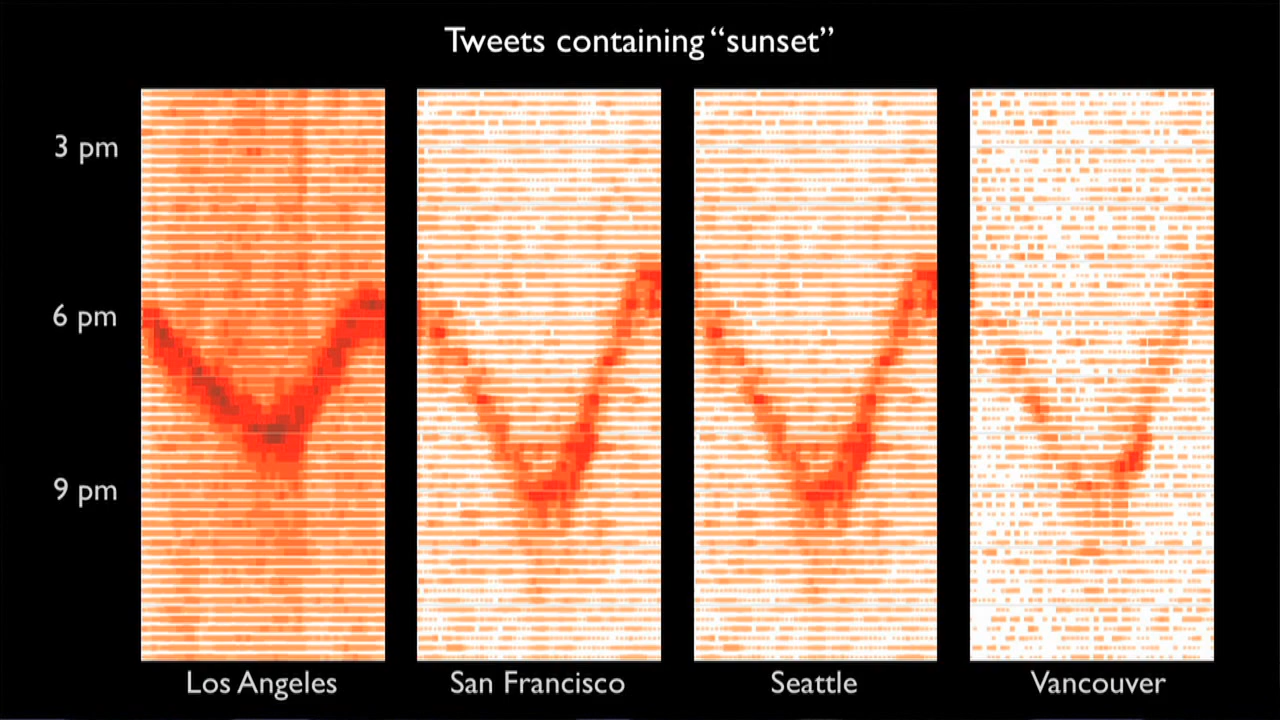 Tweets containing “sunset”
3 pm
6 pm
9 pm
Los Angeles
San Francisco
Seattle
Vancouver